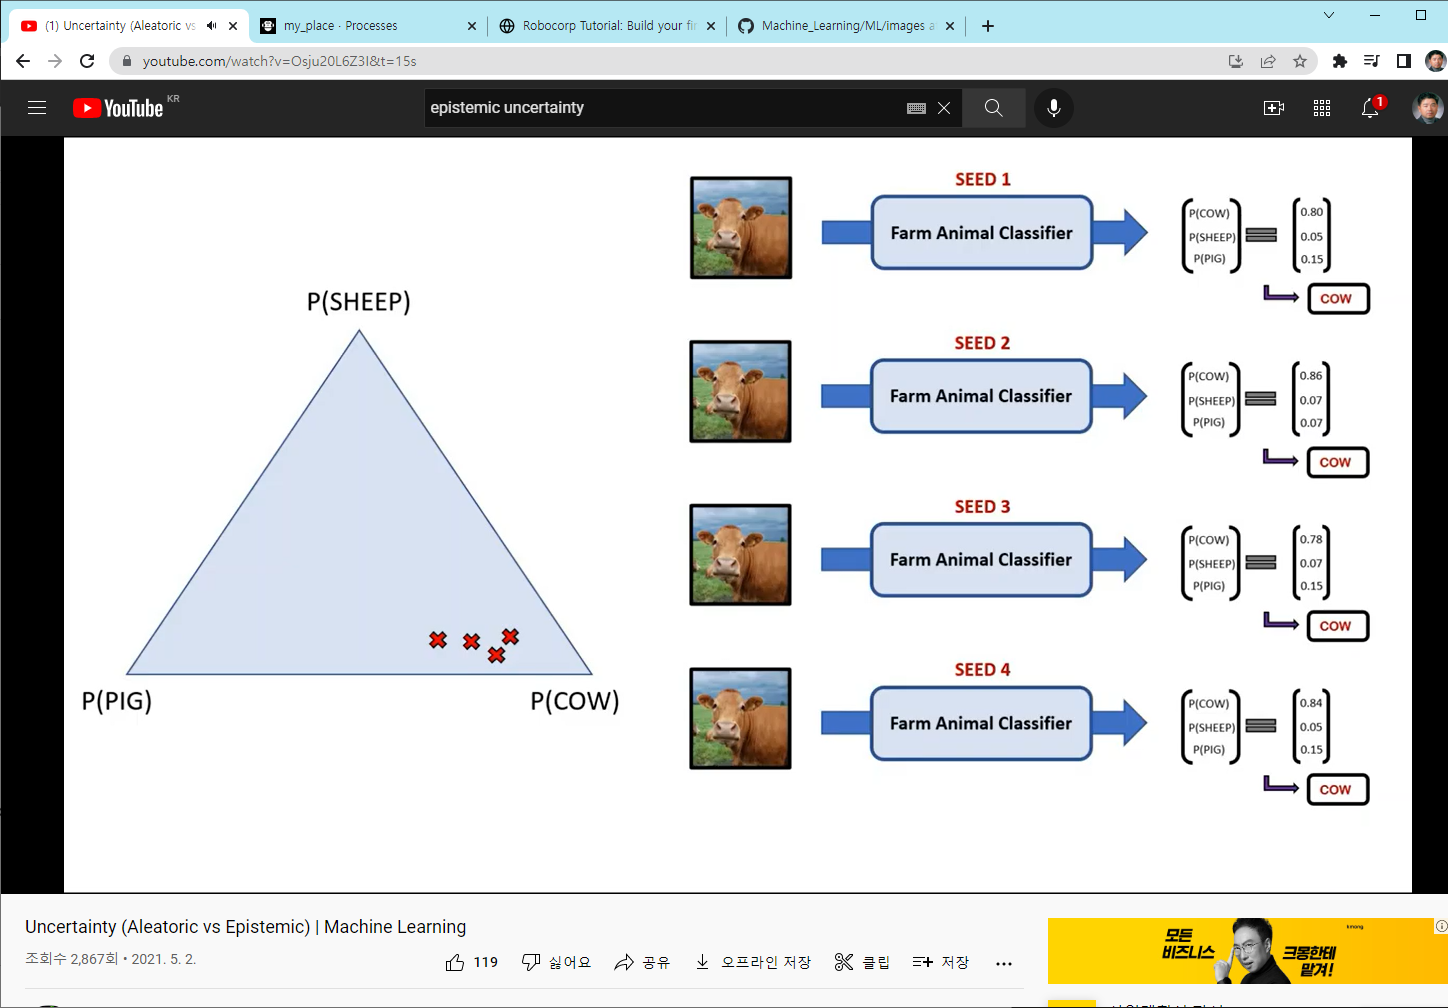 (1) Uncertainty (Aleatoric vs
my_place · Processes
Robocorp Tutorial: Build your fir
Machine_Learning/ML/images a
youtube.com/watch?v=Osju20L6Z3I&t=15s
YouTube KR
epistemic uncertainty
1
P(SHEEP)
P(PIG)
P(COW)
SEED 1
Farm Animal Classifier
P(COW)
P(SHEEP)
P(PIG)
0.80
0.05
0.15
COW
SEED 2
Farm Animal Classifier
P(COW)
P(SHEEP)
P(PIG)
0.86
0.07
0.07
COW
SEED 3
Farm Animal Classifier
P(COW)
P(SHEEP)
P(PIG)
0.78
0.07
0.15
COW
SEED 4
Farm Animal Classifier
P(COW)
P(SHEEP)
P(PIG)
0.84
0.05
0.15
COW
Uncertainty (Aleatoric vs Epistemic) | Machine Learning
조회수 2,867회 • 2021. 5. 2.
119
싫어요
공유
오프라인 저장
클립
저장
kmong
모든
비즈니스
크몽한테
맡겨!